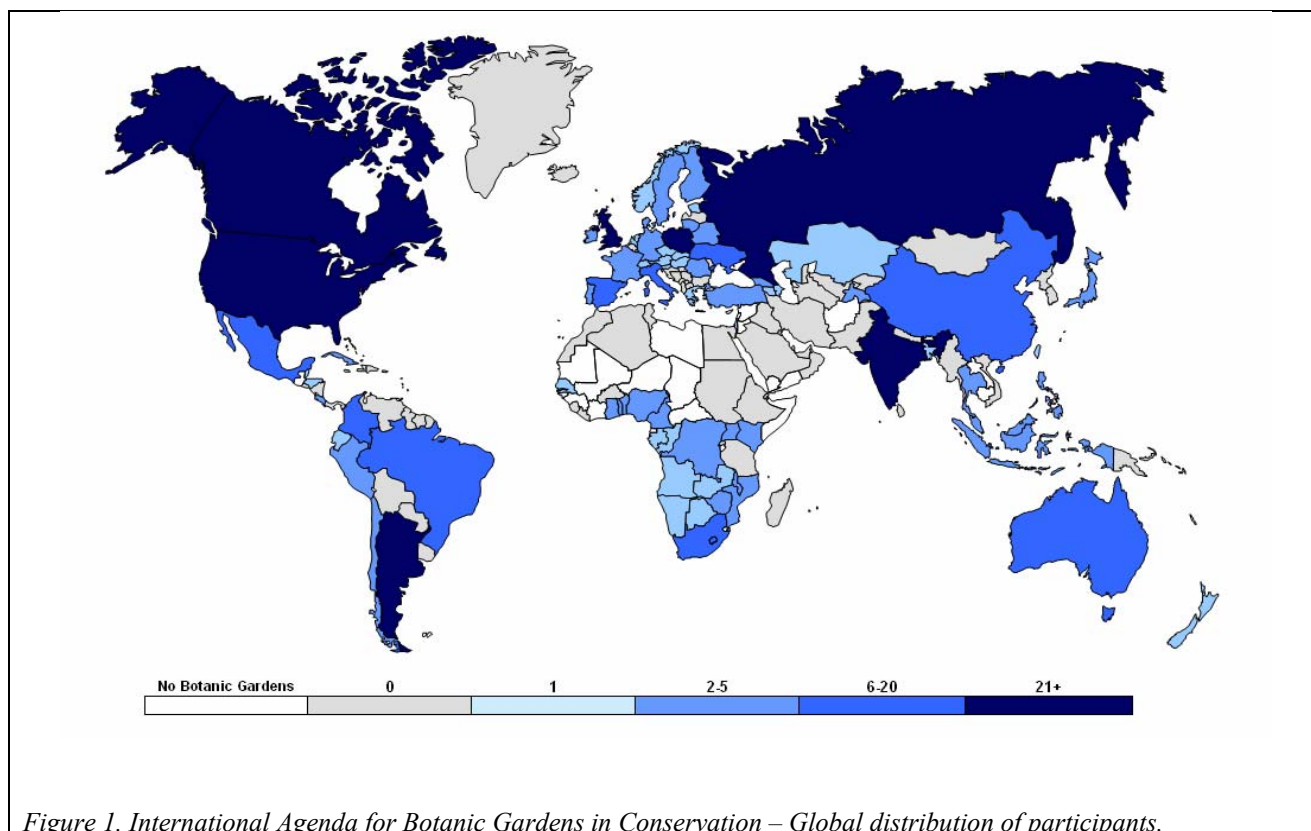 No Botanic Gardens 0 1 2-5 6-20 21+
Figure 1. International Agenda for Botanic Gardens in Conservation – Global distribution of participants.